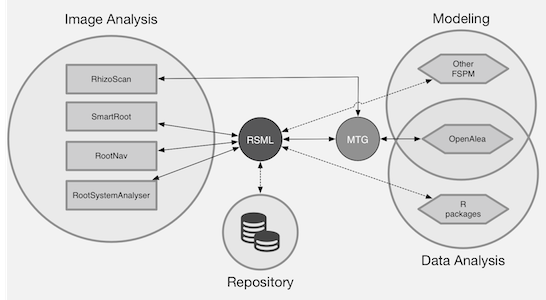 Image Analysis
Modeling
RhizoScan
SmartRoot
RootNav
RootSystemAnalyser
RSML
MTG
Other
FSPM
OpenAlea
R
packages
Repository
Data Analysis